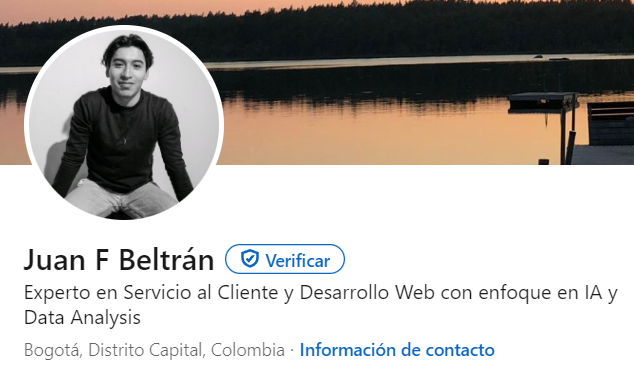 Juan F Beltrán Verificar
Experto en Servicio al Cliente y Desarrollo Web con enfoque en IA y
Data Analysis
Bogotá, Distrito Capital, Colombia · Información de contacto